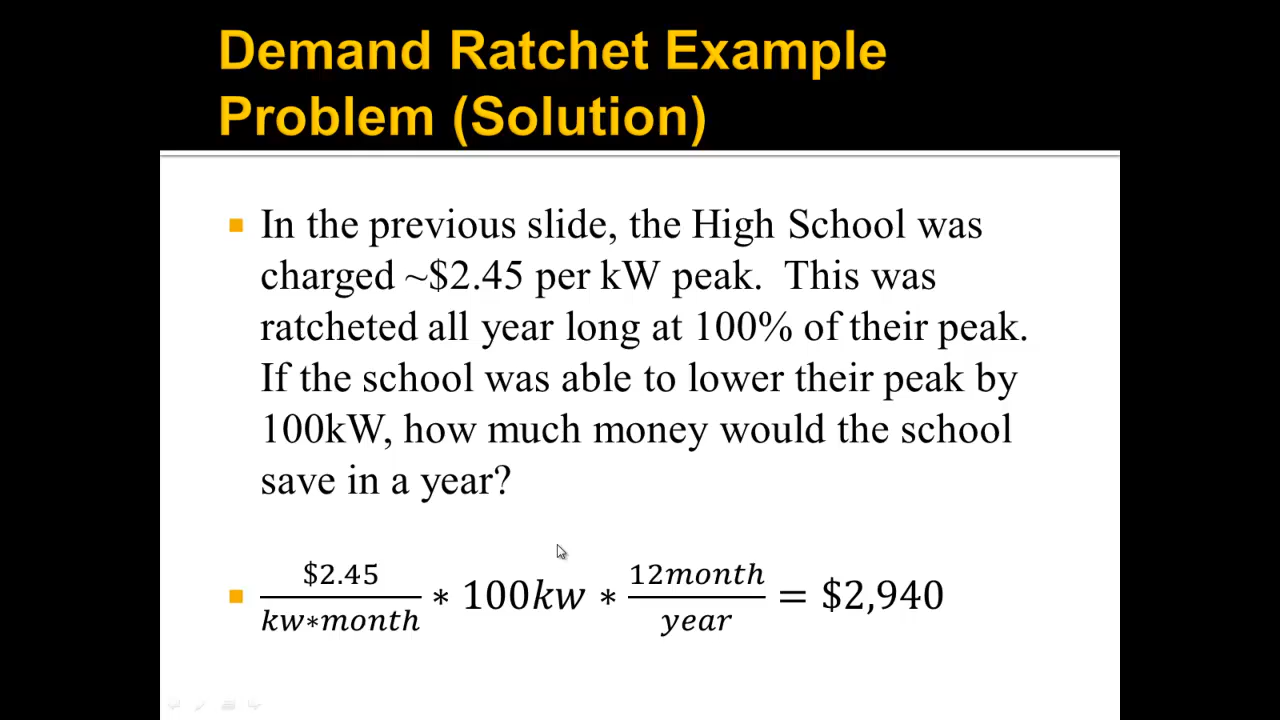 Demand Ratchet Example
Problem (Solution)
In the previous slide, the High School was
charged ~$2.45 per kW peak.  This was
ratcheted all year long at 100% of their peak.
If the school was able to lower their peak by
100kW, how much money would the school
save in a year?
$2.45/kw∗month ∗ 100kw ∗ 12month/year = $2,940